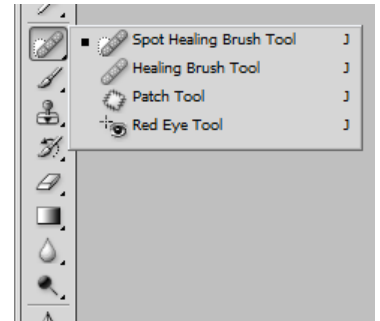 Spot Healing Brush Tool J
Healing Brush Tool J
Patch Tool J
Red Eye Tool J